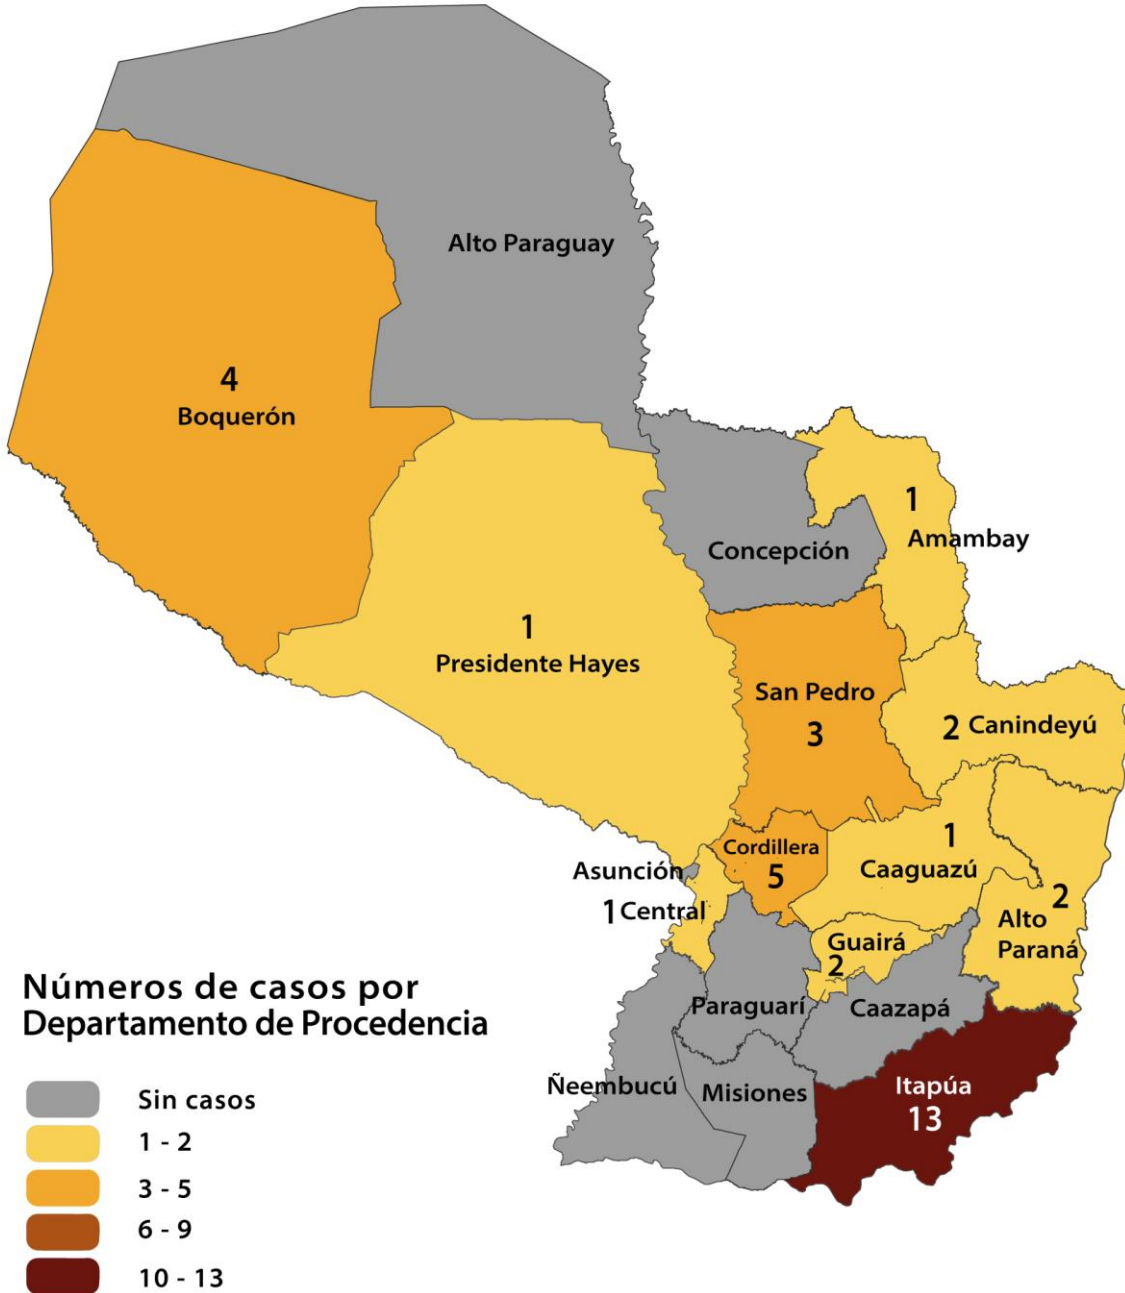 Alto Paraguay
4
Boquerón
1
Amambay
Concepción
1
Presidente Hayes
San Pedro
3
2 Canindeyú
Cordillera
5
1
Caaguazú
Asunción
1 Central
2
Alto
Paraná
Guairá
2
Paraguarí
Caazapá
Ñeembucú
Misiones
Itapúa
13
Números de casos por
Departamento de Procedencia
Sin casos
1 - 2
3 - 5
6 - 9
10 - 13